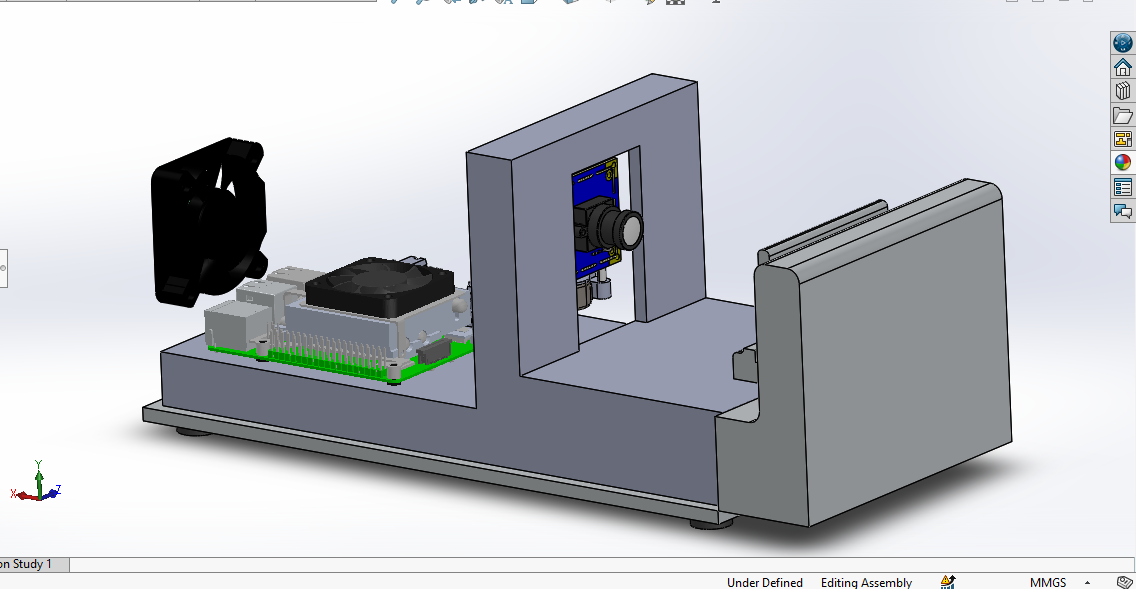 Y
X
Z
on Study 1
Under Defined
Editing Assembly
MMGS